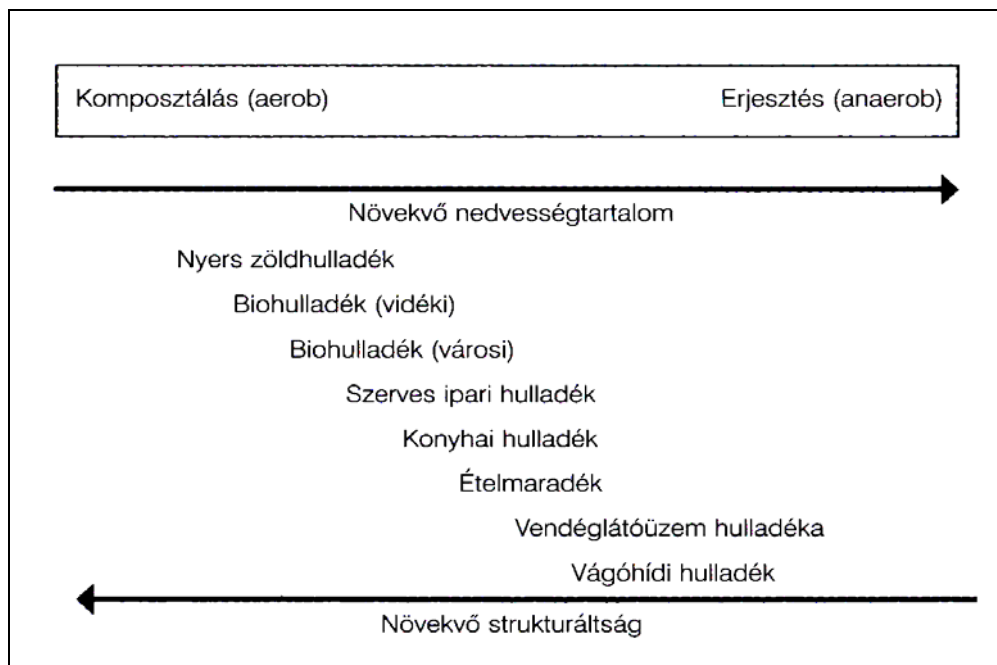 Komposztálás (aerob) Erjesztés (anaerob)
Növekvő nedvességtartalom
Nyers zöldhulladék
Biohulladék (vidéki)
Biohulladék (városi)
Szerves ipari hulladék
Konyhai hulladék
Ételmaradék
Vendéglátóüzem hulladéka
Vágóhídi hulladék
Növekvő strukturáltság